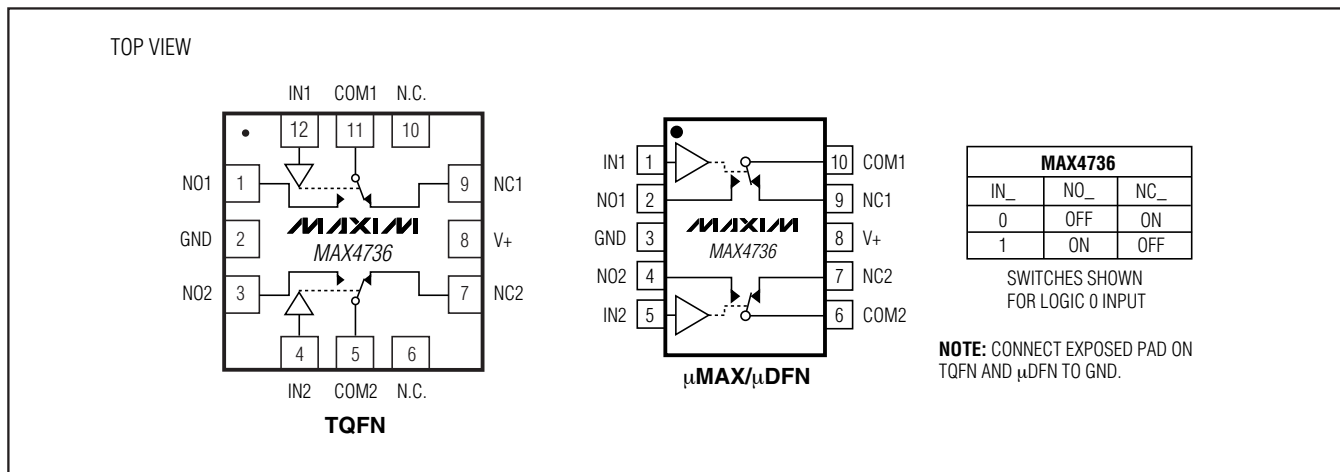 TOP VIEW
IN1 COM1 N.C.
12 11 10
NO1 1 9 NC1
MAXIM
GND 2 8 V+
MAX4736
NO2 3 7 NC2
4 5 6
IN2 COM2 N.C.
TQFN
IN1 1 10 COM1
NO1 2 9 NC1
MAXIM
GND 3 8 V+
MAX4736
NO2 4 7 NC2
IN2 5 6 COM2
µMAX/µDFN
MAX4736
IN_ NO_ NC_
0 OFF ON
1 ON OFF
SWITCHES SHOWN
FOR LOGIC 0 INPUT
NOTE: CONNECT EXPOSED PAD ON
TQFN AND µDFN TO GND.